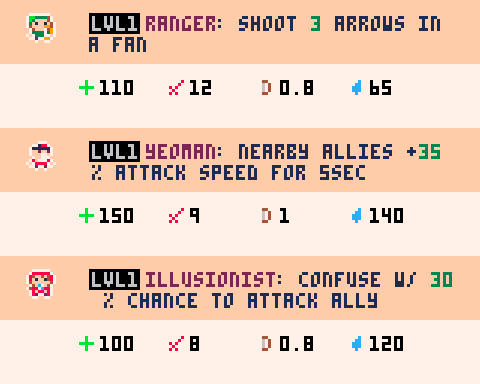 LVL1 RANGER: SHOOT 3 ARROWS IN
A FAN
110 12 0.8 65
LVL1 YEOMAN: NEARBY ALLIES +35
% ATTACK SPEED FOR 5SEC
150 9 1 140
LVL1 ILLUSIONIST: CONFUSE W/ 30
% CHANCE TO ATTACK ALLY
100 8 0.8 120